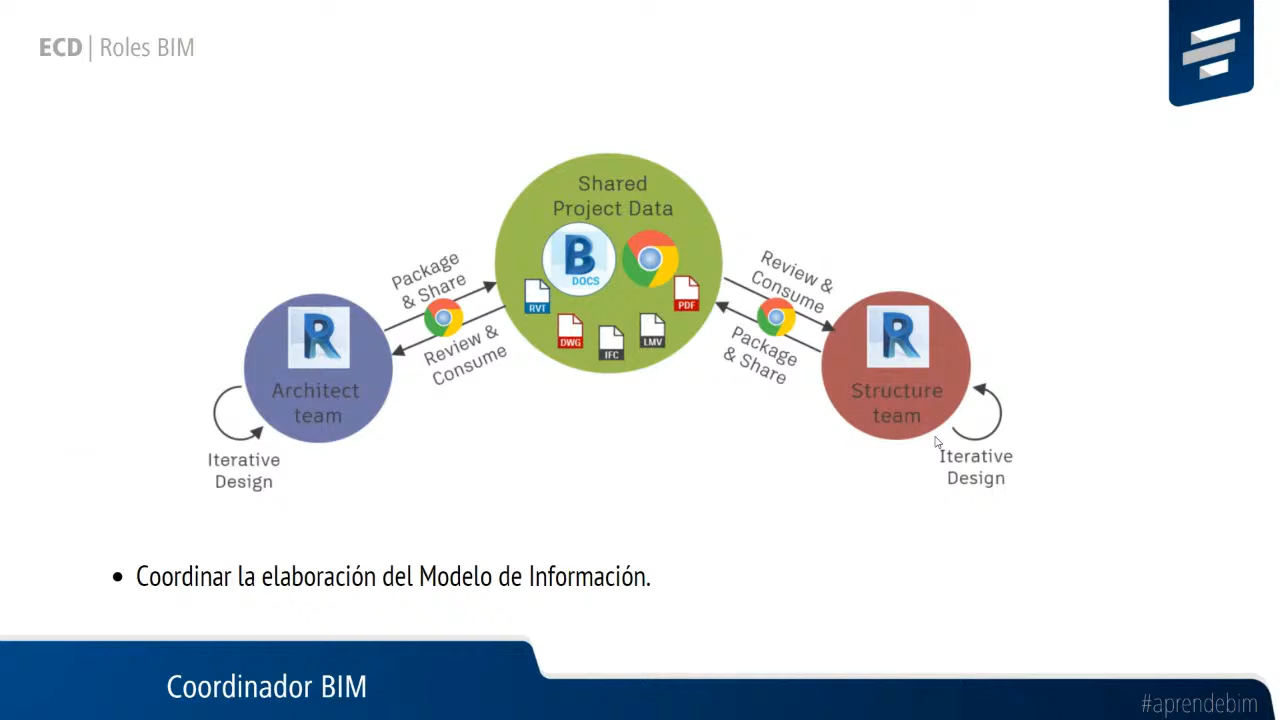 ECD | Roles BIM
Shared
Project Data
B
DOCS
RVT
DWG
IFC
LMV
PDF
Package
& Share
Review &
Consume
Review &
Consume
Package
& Share
R
Architect
team
Iterative
Design
R
Structure
team
Iterative
Design
• Coordinar la elaboración del Modelo de Información.
Coordinador BIM
#aprendebim